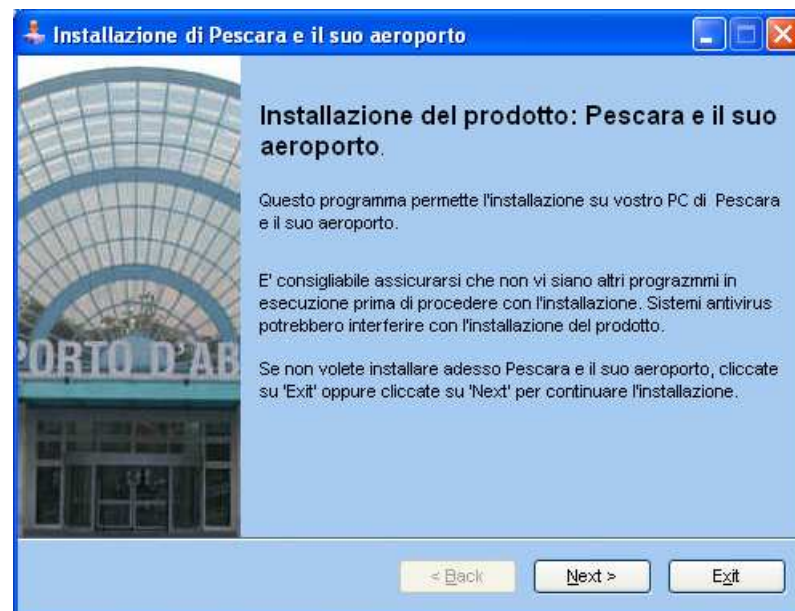 Installazione di Pescara e il suo aeroporto
Installazione del prodotto: Pescara e il suo
aeroporto.
Questo programma permette l'installazione su vostro PC di Pescara
e il suo aeroporto.
E' consigliabile assicurarsi che non vi siano altri prograzmmi in
esecuzione prima di procedere con l'installazione. Sistemi antivirus
potrebbero interferire con l'installazione del prodotto.
Se non volete installare adesso Pescara e il suo aeroporto, cliccate
su 'Exit' oppure cliccate su 'Next' per continuare l'installazione.
PORTO D'AB
< Back
Next >
Exit